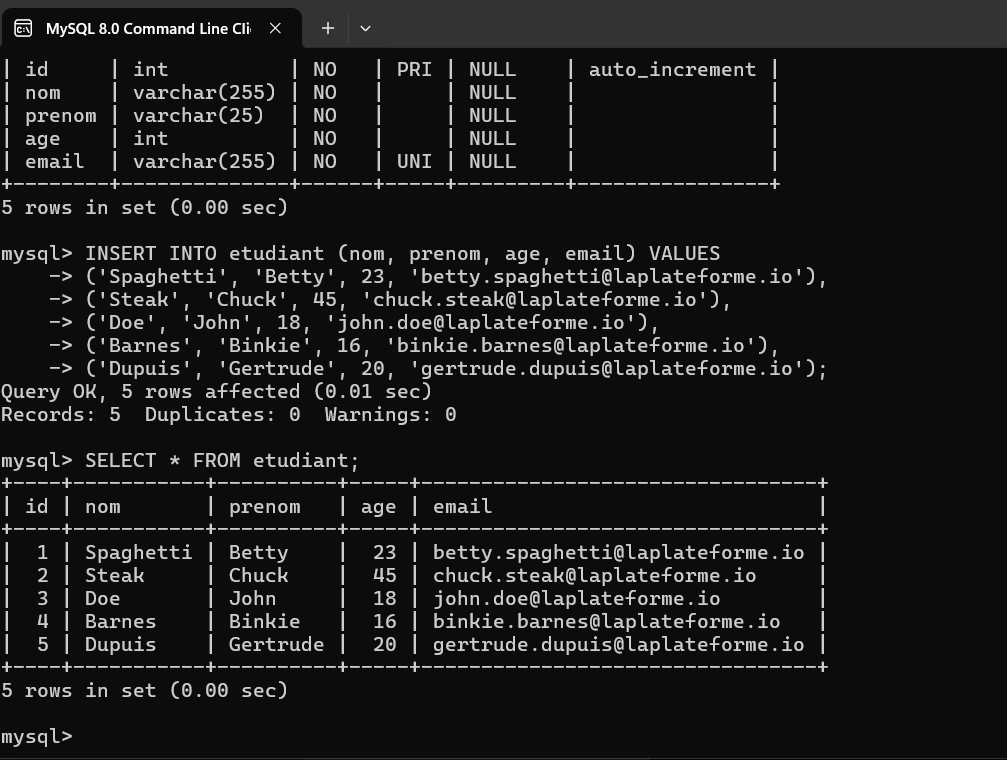 MySQL 8.0 Command Line Cli
| id     | int          | NO   | PRI | NULL    | auto_increment |
| nom    | varchar(255) | NO   |     | NULL    |                |
| prenom | varchar(25)  | NO   |     | NULL    |                |
| age    | int          | NO   |     | NULL    |                |
| email  | varchar(255) | NO   | UNI | NULL    |                |
+--------+--------------+------+-----+---------+----------------+
5 rows in set (0.00 sec)
mysql> INSERT INTO etudiant (nom, prenom, age, email) VALUES
    -> ('Spaghetti', 'Betty', 23, 'betty.spaghetti@laplateforme.io'),
    -> ('Steak', 'Chuck', 45, 'chuck.steak@laplateforme.io'),
    -> ('Doe', 'John', 18, 'john.doe@laplateforme.io'),
    -> ('Barnes', 'Binkie', 16, 'binkie.barnes@laplateforme.io'),
    -> ('Dupuis', 'Gertrude', 20, 'gertrude.dupuis@laplateforme.io');
Query OK, 5 rows affected (0.01 sec)
Records: 5  Duplicates: 0  Warnings: 0
mysql> SELECT * FROM etudiant;
+----+-----------+----------+-----+---------------------------------+
| id | nom       | prenom   | age | email                           |
+----+-----------+----------+-----+---------------------------------+
|  1 | Spaghetti | Betty    |  23 | betty.spaghetti@laplateforme.io |
|  2 | Steak     | Chuck    |  45 | chuck.steak@laplateforme.io     |
|  3 | Doe       | John     |  18 | john.doe@laplateforme.io        |
|  4 | Barnes    | Binkie   |  16 | binkie.barnes@laplateforme.io   |
|  5 | Dupuis    | Gertrude |  20 | gertrude.dupuis@laplateforme.io |
+----+-----------+----------+-----+---------------------------------+
5 rows in set (0.00 sec)
mysql>